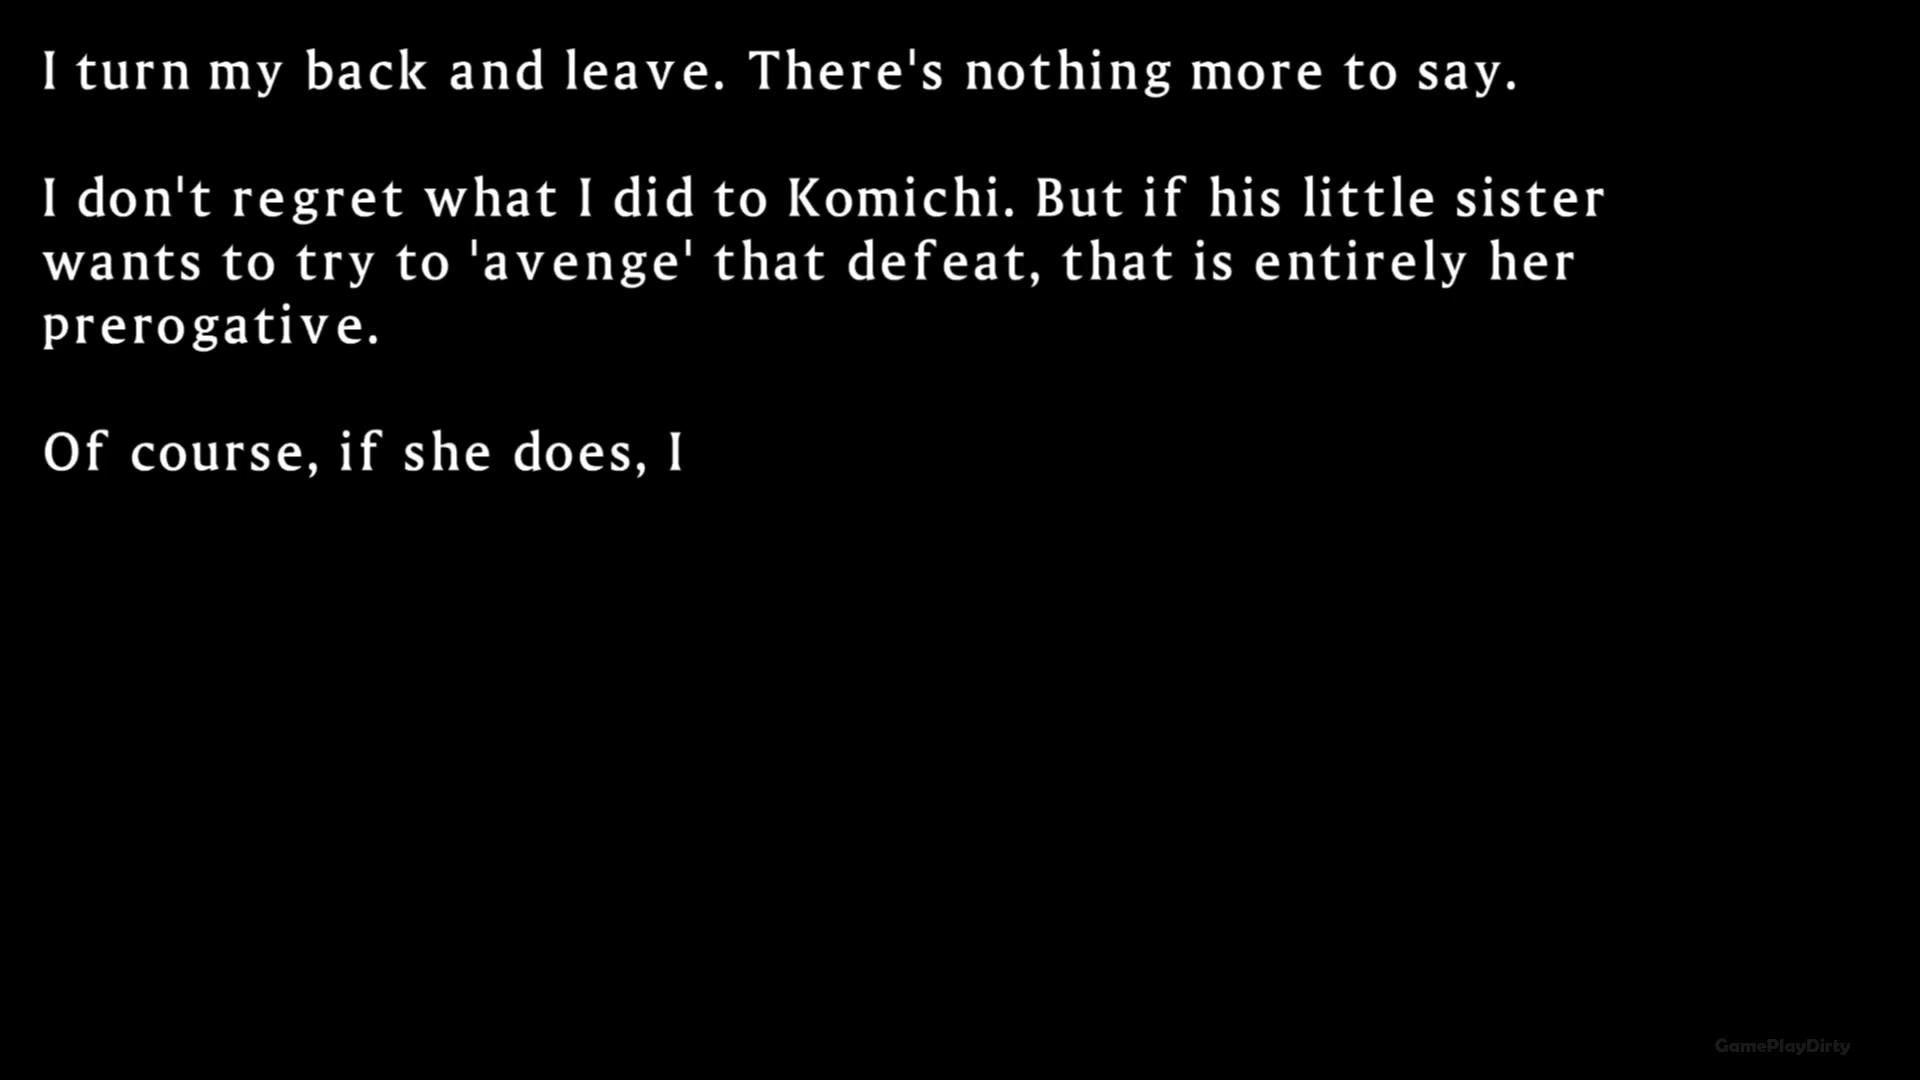 I turn my back and leave. There's nothing more to say.
I don't regret what I did to Komichi. But if his little sister
wants to try to 'avenge' that defeat, that is entirely her
prerogative.
Of course, if she does, I
GamePlayDirty